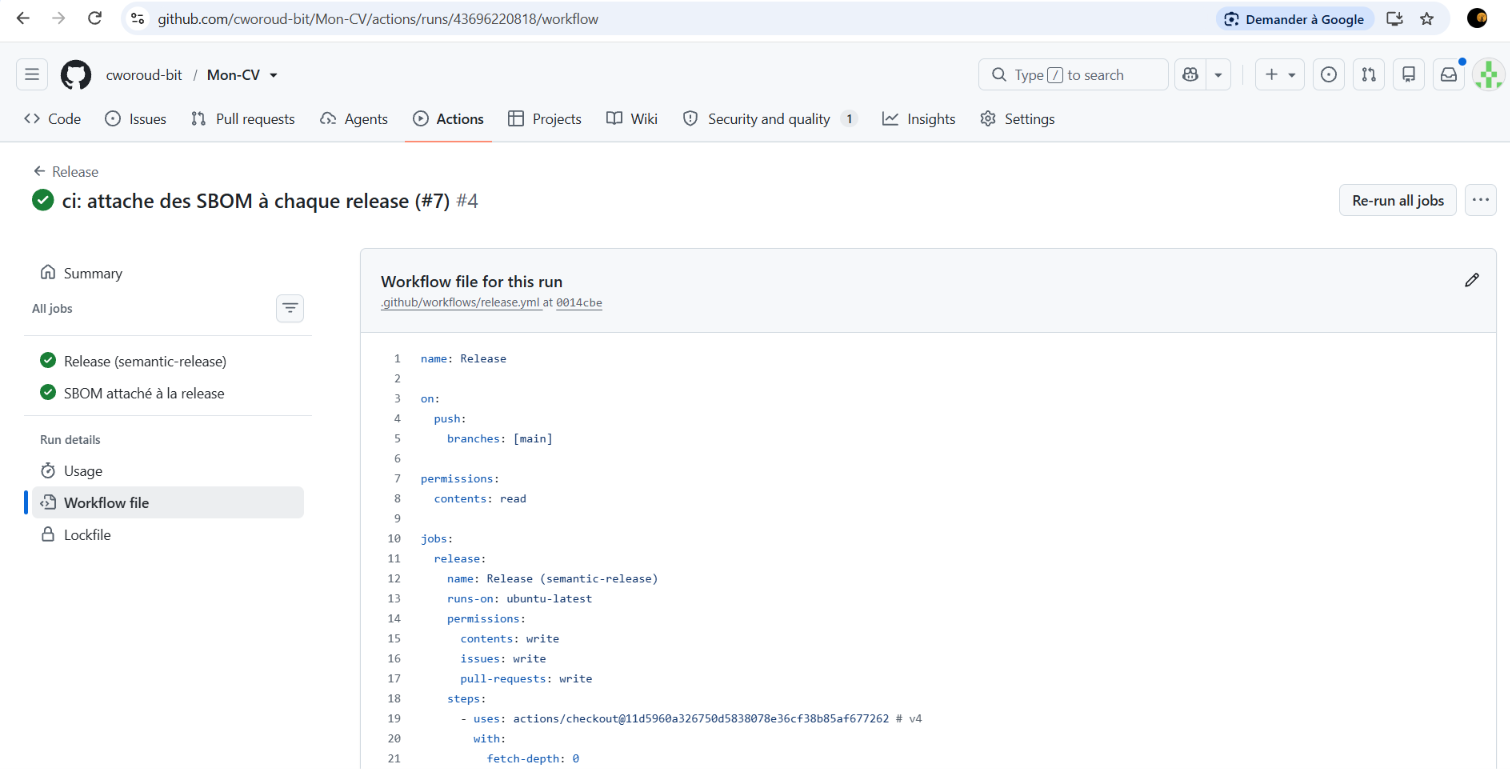 github.com/cworoud-bit/Mon-CV/actions/runs/43696220818/workflow
Demander à Google
cworoud-bit / Mon-CV
Type / to search
Code Issues Pull requests Agents Actions Projects Wiki Security and quality 1 Insights Settings
Release
ci: attache des SBOM à chaque release (#7) #4
Re-run all jobs
Summary
All jobs
Release (semantic-release)
SBOM attaché à la release
Run details
Usage
Workflow file
Lockfile
Workflow file for this run
.github/workflows/release.yml at 0014cbe
1 name: Release
2
3 on:
4 push:
5 branches: [main]
6
7 permissions:
8 contents: read
9
10 jobs:
11 release:
12 name: Release (semantic-release)
13 runs-on: ubuntu-latest
14 permissions:
15 contents: write
16 issues: write
17 pull-requests: write
18 steps:
19 - uses: actions/checkout@11d5960a326750d5838078e36cf38b85af677262 # v4
20 with:
21 fetch-depth: 0